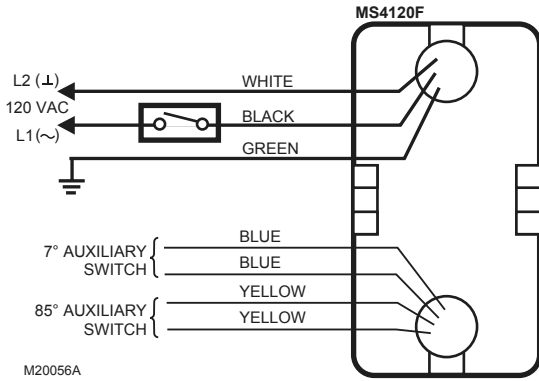 MS4120F
L2 (⊥)
WHITE
120 VAC
BLACK
L1 (~)
GREEN
BLUE
7° AUXILIARY
SWITCH
BLUE
YELLOW
85° AUXILIARY
SWITCH
YELLOW
M20056A